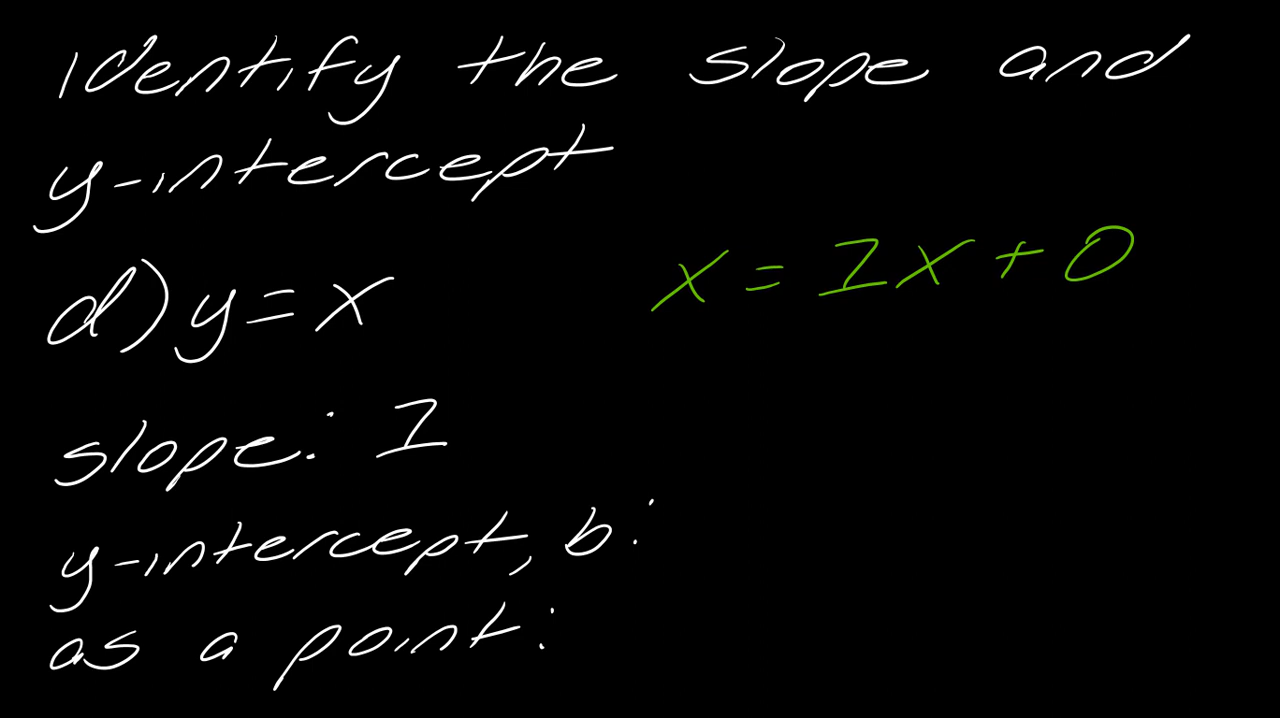 Identify the slope and
y-intercept
d) y = x
x = 1x + 0
slope: 1
y-intercept, b:
as a point: